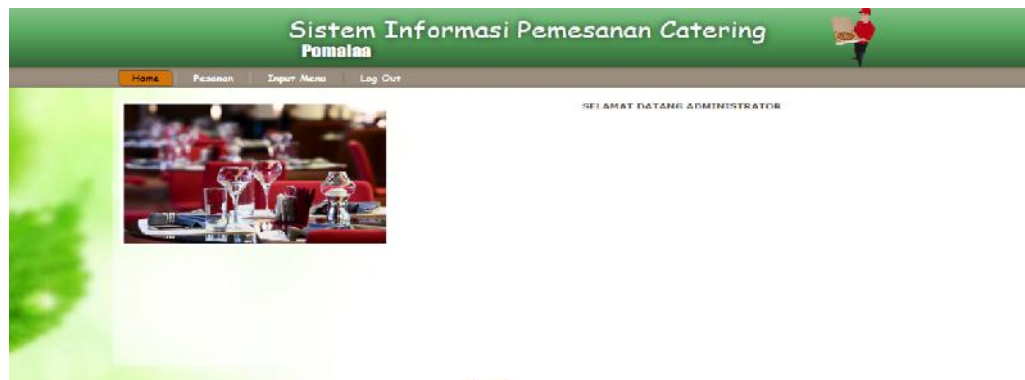 Sistem Informasi Pemesanan Catering
Pomalaa
Home Pesanan Input Menu Log Out
SELAMAT DATANG ADMINISTRATOR